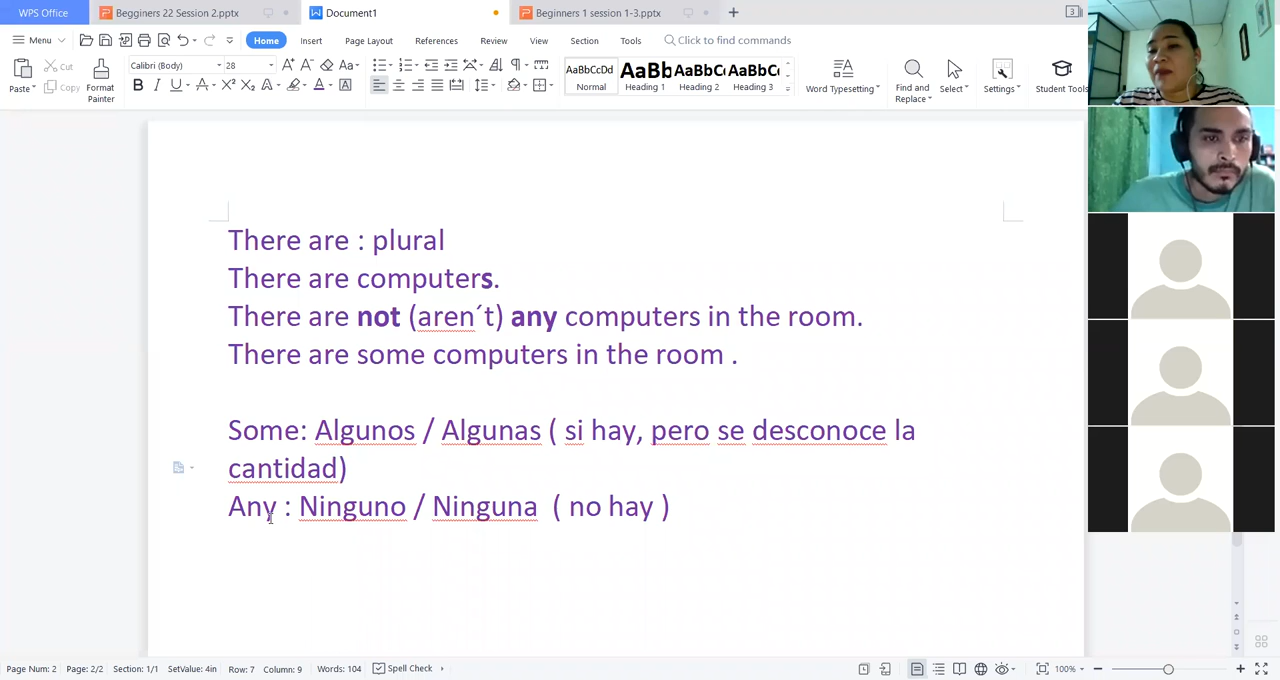 WPS Office Begginers 22 Session 2.pptx Document1 Beginners 1 session 1-3.pptx 3
Menu Home Insert Page Layout References Review View Section Tools Click to find commands
Calibri (Body) 28 AaBbCcDd AaBb AaBbCc AaBbCc
Cut
Paste Copy Format Painter B I U Normal Heading 1 Heading 2 Heading 3 Word Typesetting Find and Replace Select Settings Student Tools
There are : plural
There are computers.
There are not (aren´t) any computers in the room.
There are some computers in the room .
Some: Algunos / Algunas ( si hay, pero se desconoce la
cantidad)
Any : Ninguno / Ninguna ( no hay )
Page Num: 2 Page: 2/2 Section: 1/1 SetValue: 4in Row: 7 Column: 9 Words: 104 Spell Check 100%